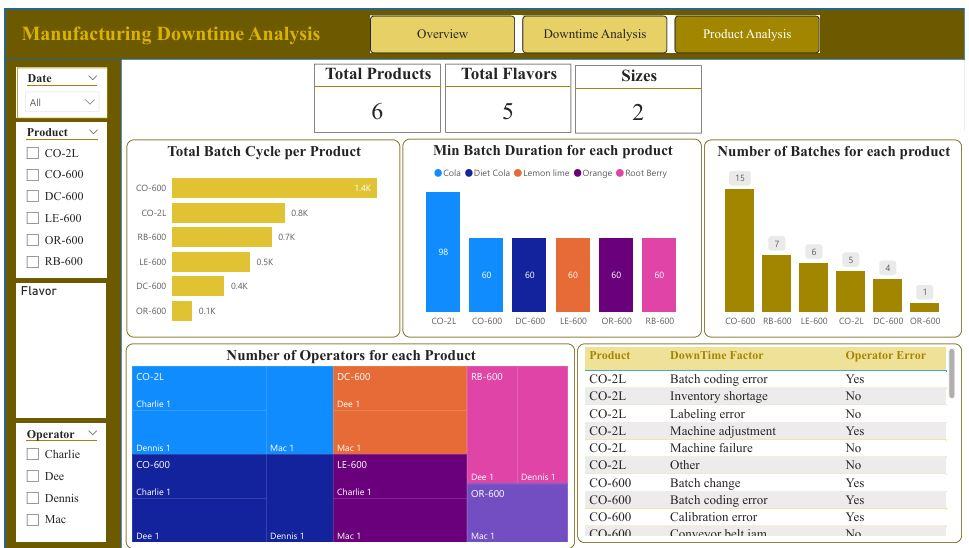 Manufacturing Downtime Analysis
Overview
Downtime Analysis
Product Analysis
Date
All
Product
CO-2L
CO-600
DC-600
LE-600
OR-600
RB-600
Flavor
Operator
Charlie
Dee
Dennis
Mac
Total Products
6
Total Flavors
5
Sizes
2
Total Batch Cycle per Product
CO-600 1.4K
CO-2L 0.8K
RB-600 0.7K
LE-600 0.5K
DC-600 0.4K
OR-600 0.1K
Min Batch Duration for each product
Cola Diet Cola Lemon lime Orange Root Berry
98 60 60 60 60 60
CO-2L CO-600 DC-600 LE-600 OR-600 RB-600
Number of Batches for each product
15 7 6 5 4 1
CO-600 RB-600 LE-600 CO-2L DC-600 OR-600
Number of Operators for each Product
CO-2L
Charlie 1
Dennis 1
Mac 1
CO-600
Charlie 1
Dee 1
Dennis 1
DC-600
Dee 1
Mac 1
LE-600
Charlie 1
Mac 1
RB-600
Dee 1
Dennis 1
OR-600
Mac 1
Product DownTime Factor Operator Error
CO-2L Batch coding error Yes
CO-2L Inventory shortage No
CO-2L Labeling error No
CO-2L Machine adjustment Yes
CO-2L Machine failure No
CO-2L Other No
CO-600 Batch change Yes
CO-600 Batch coding error Yes
CO-600 Calibration error Yes
CO-600 Conveyor belt jam No